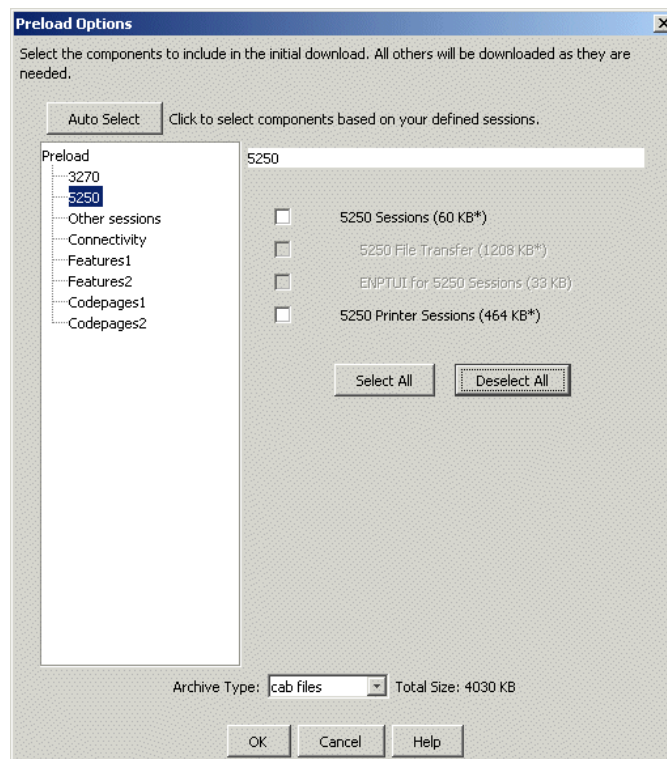 Preload Options
Select the components to include in the initial download. All others will be downloaded as they are
needed.
Auto Select
Click to select components based on your defined sessions.
Preload
3270
5250
Other sessions
Connectivity
Features1
Features2
Codepages1
Codepages2
5250
5250 Sessions (60 KB*)
5250 File Transfer (1208 KB*)
ENPTUI for 5250 Sessions (33 KB)
5250 Printer Sessions (464 KB*)
Select All
Deselect All
Archive Type: cab files Total Size: 4030 KB
OK Cancel Help